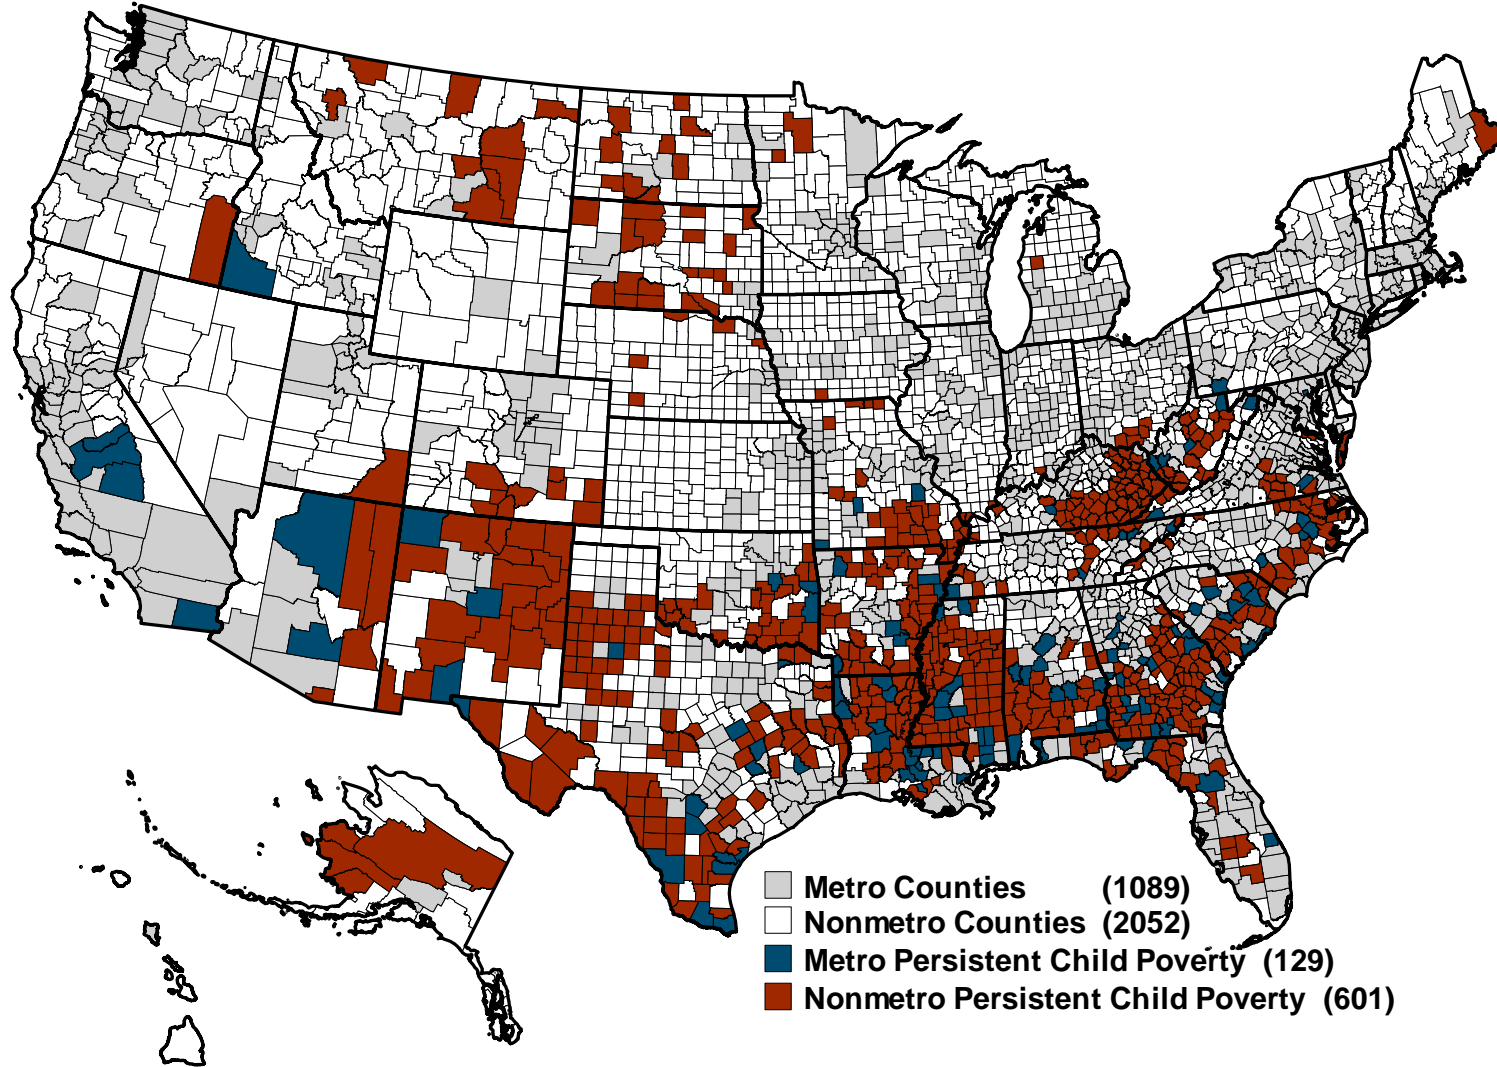 Metro Counties (1089)
Nonmetro Counties (2052)
Metro Persistent Child Poverty (129)
Nonmetro Persistent Child Poverty (601)